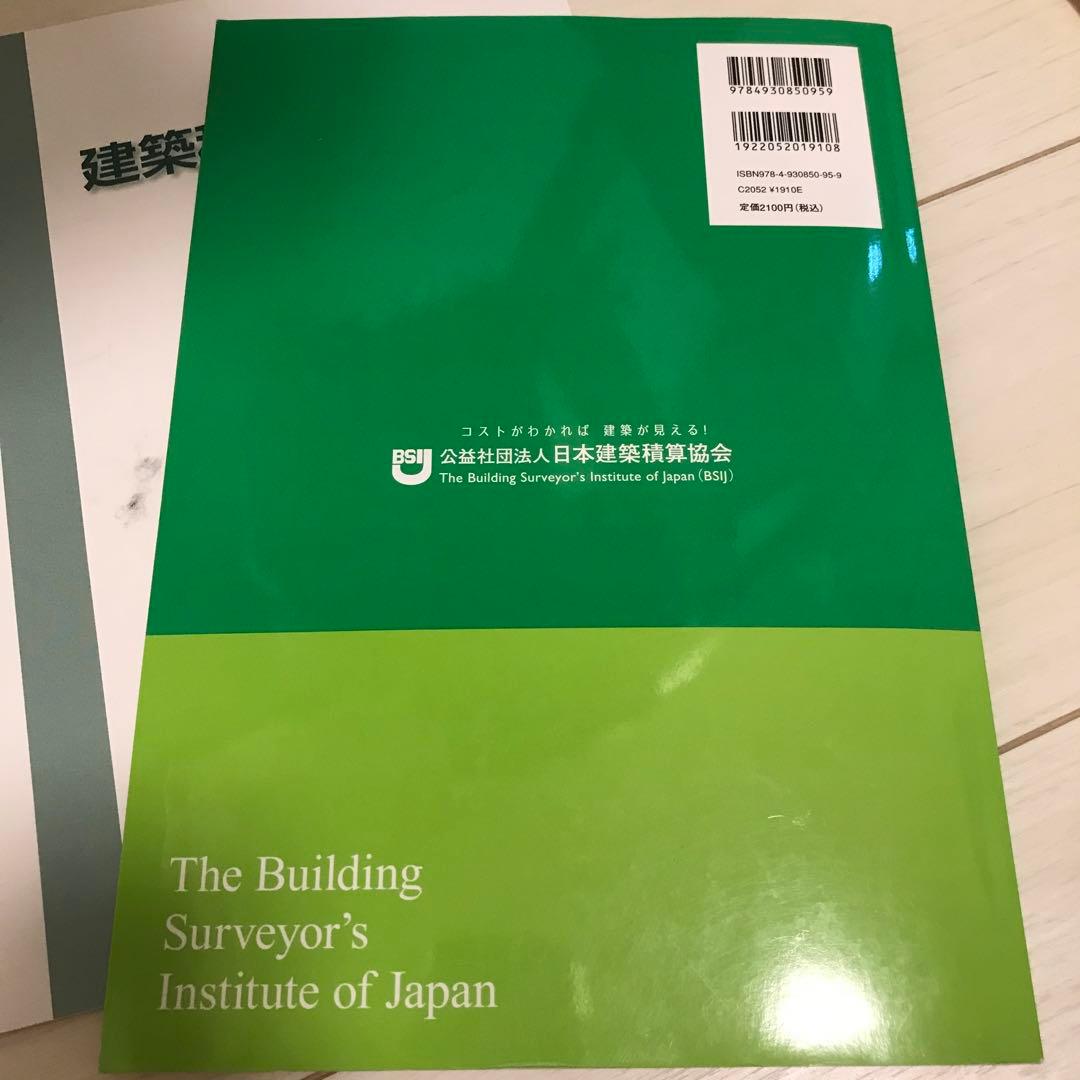 建築
9784930850959
1922052019108
ISBN978-4-930850-95-9
C2052 ¥1910E
定価2100円(税込)
コストがわかれば 建築が見える!
BSIJ 公益社団法人日本建築積算協会
The Building Surveyor's Institute of Japan(BSIJ)
The Building
Surveyor's
Institute of Japan